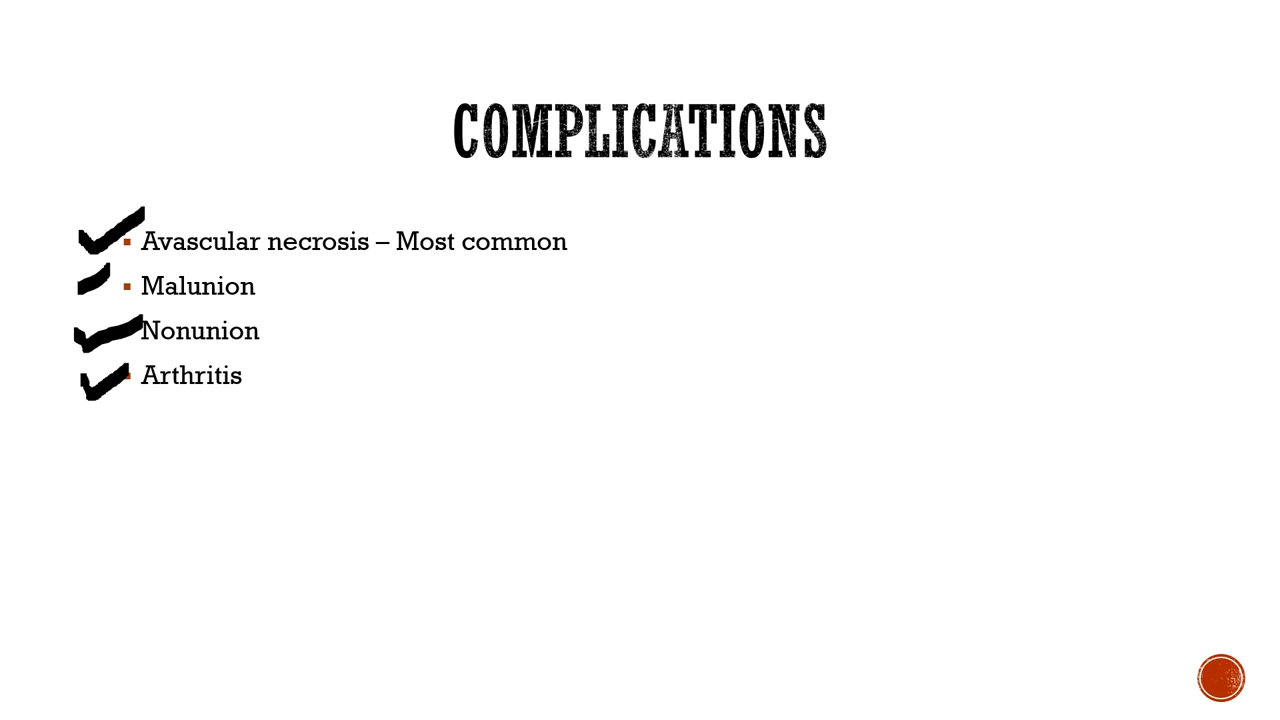 COMPLICATIONS
Avascular necrosis – Most common
Malunion
Nonunion
Arthritis